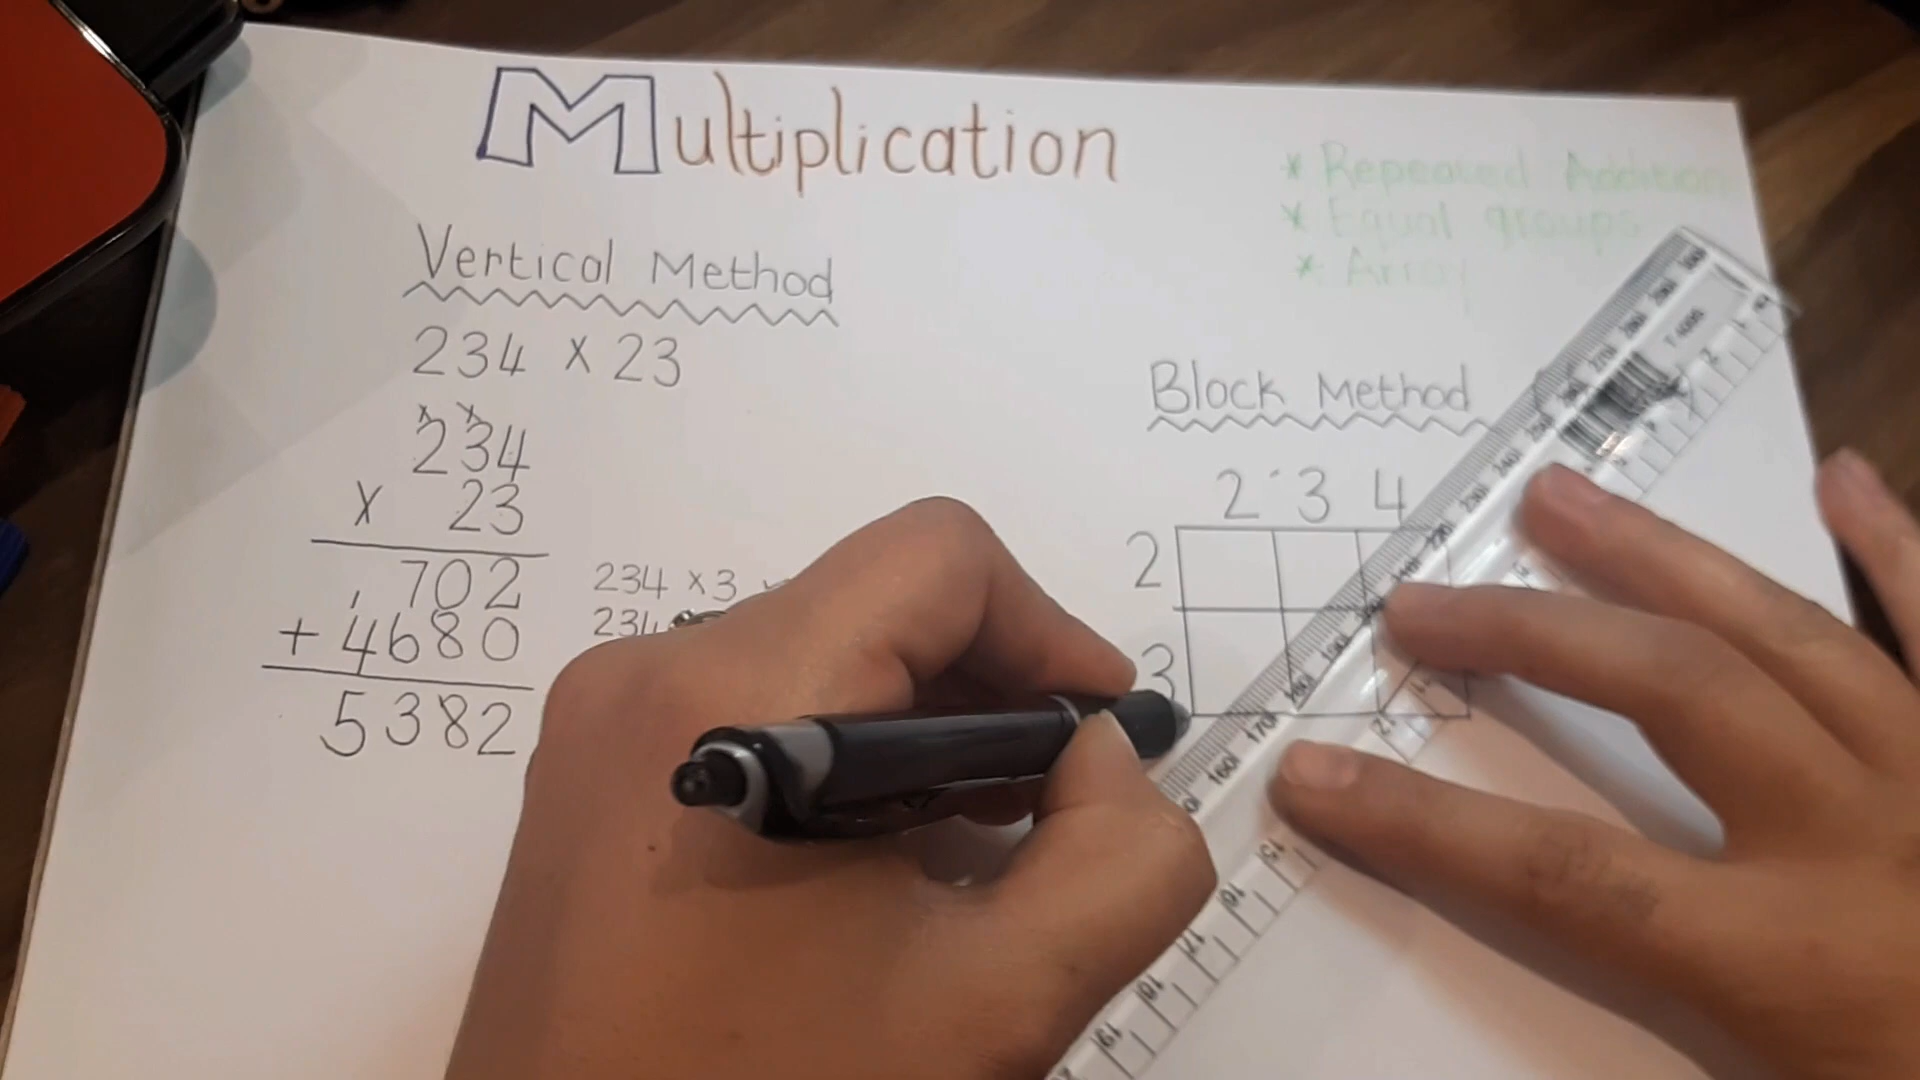 Multiplication
* Repeated Addition
* Equal groups
* Array
Vertical Method
234 x 23
234
x 23
702
+ 4680
5382
234 x 3
234
Block Method
2 3 4
2
3